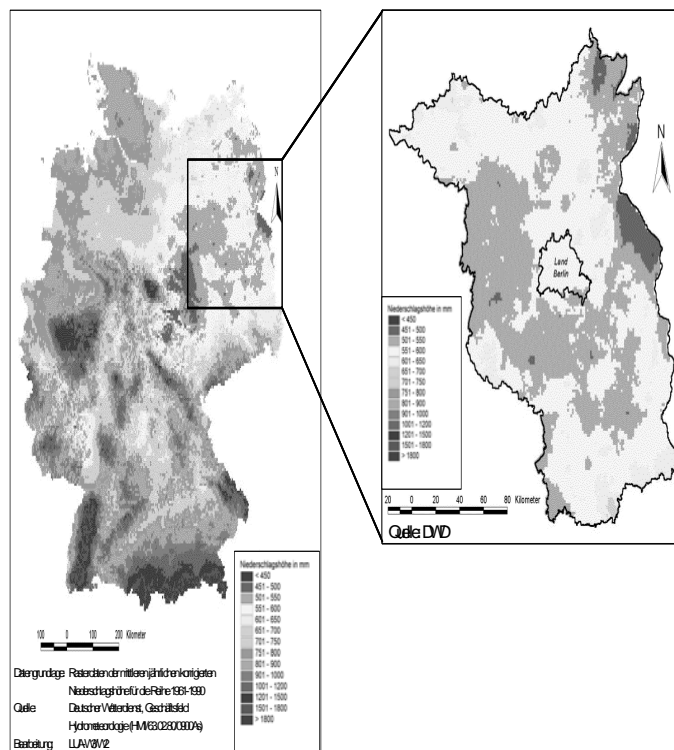 N
Niederschlagshöhe in mm
< 450
451 - 500
501 - 550
551 - 600
601 - 650
651 - 700
701 - 750
751 - 800
801 - 900
901 - 1000
1001 - 1200
1201 - 1500
1501 - 1800
> 1800
100 0 100 200 Kilometer
Datengrundlage: Rasterdaten der mittleren jährlichen korrigierten
Niederschlagshöhe für die Reihe 1961-1990
Quelle: Deutscher Wetterdienst, Geschäftsfeld
Hydrometeorologie
Bearbeitung: LUA-W3/W2
N
Land
Berlin
Niederschlagshöhe in mm
< 450
451 - 500
501 - 550
551 - 600
601 - 650
651 - 700
701 - 750
751 - 800
801 - 900
901 - 1000
1001 - 1200
1201 - 1500
1501 - 1800
> 1800
20 0 20 40 60 80 Kilometer
Quelle: DWD